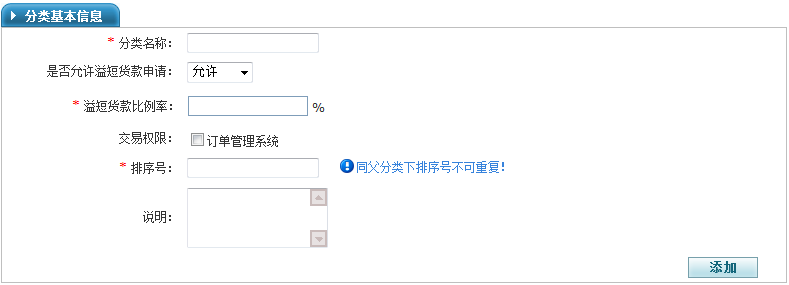 分类基本信息
* 分类名称：
是否允许溢短货款申请： 允许
* 溢短货款比例率： %
交易权限： 订单管理系统
* 排序号： 同父分类下排序号不可重复!
说明：
添加